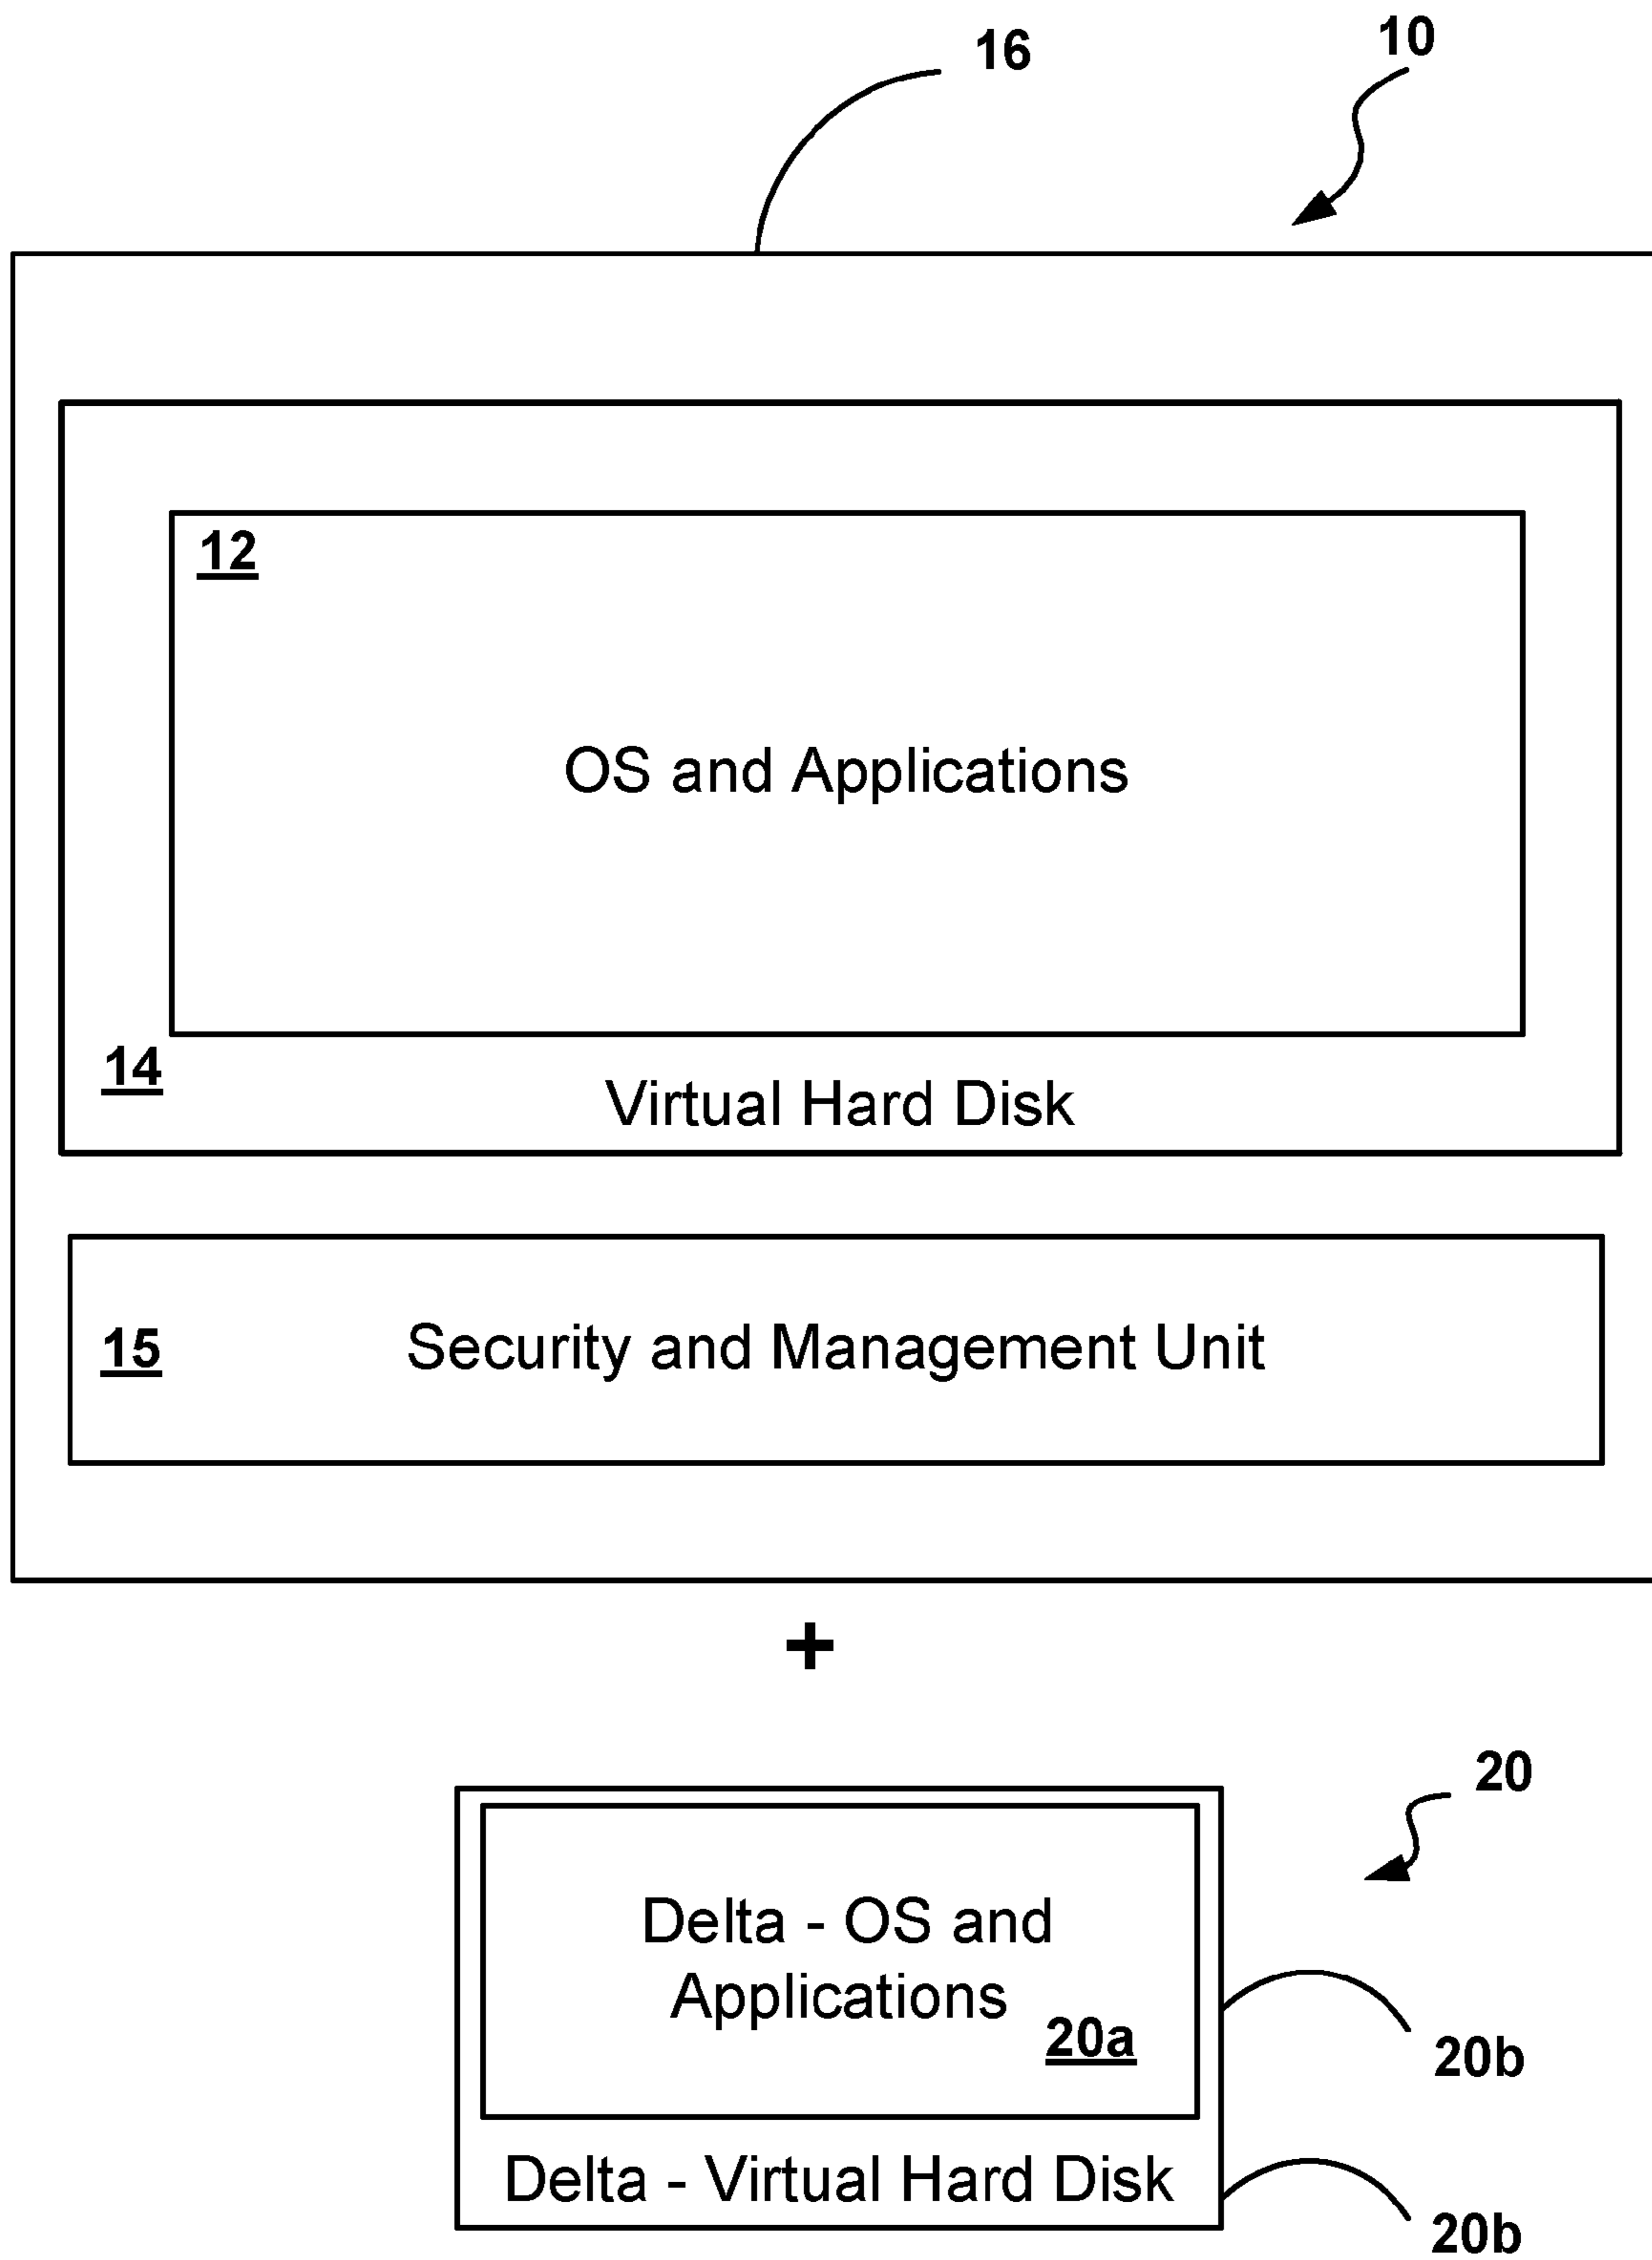 16
10
12
OS and Applications
14
Virtual Hard Disk
15
Security and Management Unit
+
20
Delta - OS and
Applications
20a
20b
Delta - Virtual Hard Disk
20b